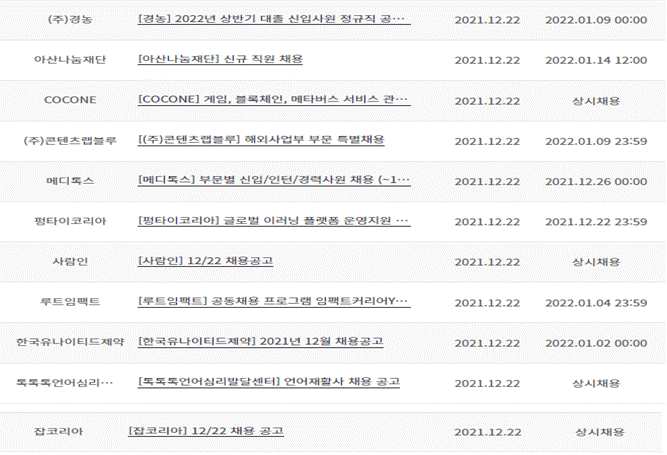 (주)경농 [경농] 2022년 상반기 대졸 신입사원 정규직 공··· 2021.12.22 2022.01.09 00:00
아산나눔재단 [아산나눔재단] 신규 직원 채용 2021.12.22 2022.01.14 12:00
COCONE [COCONE] 게임, 블록체인, 메타버스 서비스 관··· 2021.12.22 상시채용
(주)콘텐츠랩블루 [(주)콘텐츠랩블루] 해외사업부 부문 특별채용 2021.12.22 2022.01.09 23:59
메디톡스 [메디톡스] 부문별 신입/인턴/경력사원 채용 (~1··· 2021.12.22 2021.12.26 00:00
펑타이코리아 [펑타이코리아] 글로벌 이러닝 플랫폼 운영지원 ··· 2021.12.22 2021.12.22 23:59
사람인 [사람인] 12/22 채용공고 2021.12.22 상시채용
루트임팩트 [루트임팩트] 공동채용 프로그램 임팩트커리어Y··· 2021.12.22 2022.01.04 23:59
한국유나이티드제약 [한국유나이티드제약] 2021년 12월 채용공고 2021.12.22 2022.01.02 00:00
톡톡톡언어심리··· [톡톡톡언어심리발달센터] 언어재활사 채용 공고 2021.12.22 상시채용
잡코리아 [잡코리아] 12/22 채용 공고 2021.12.22 상시채용